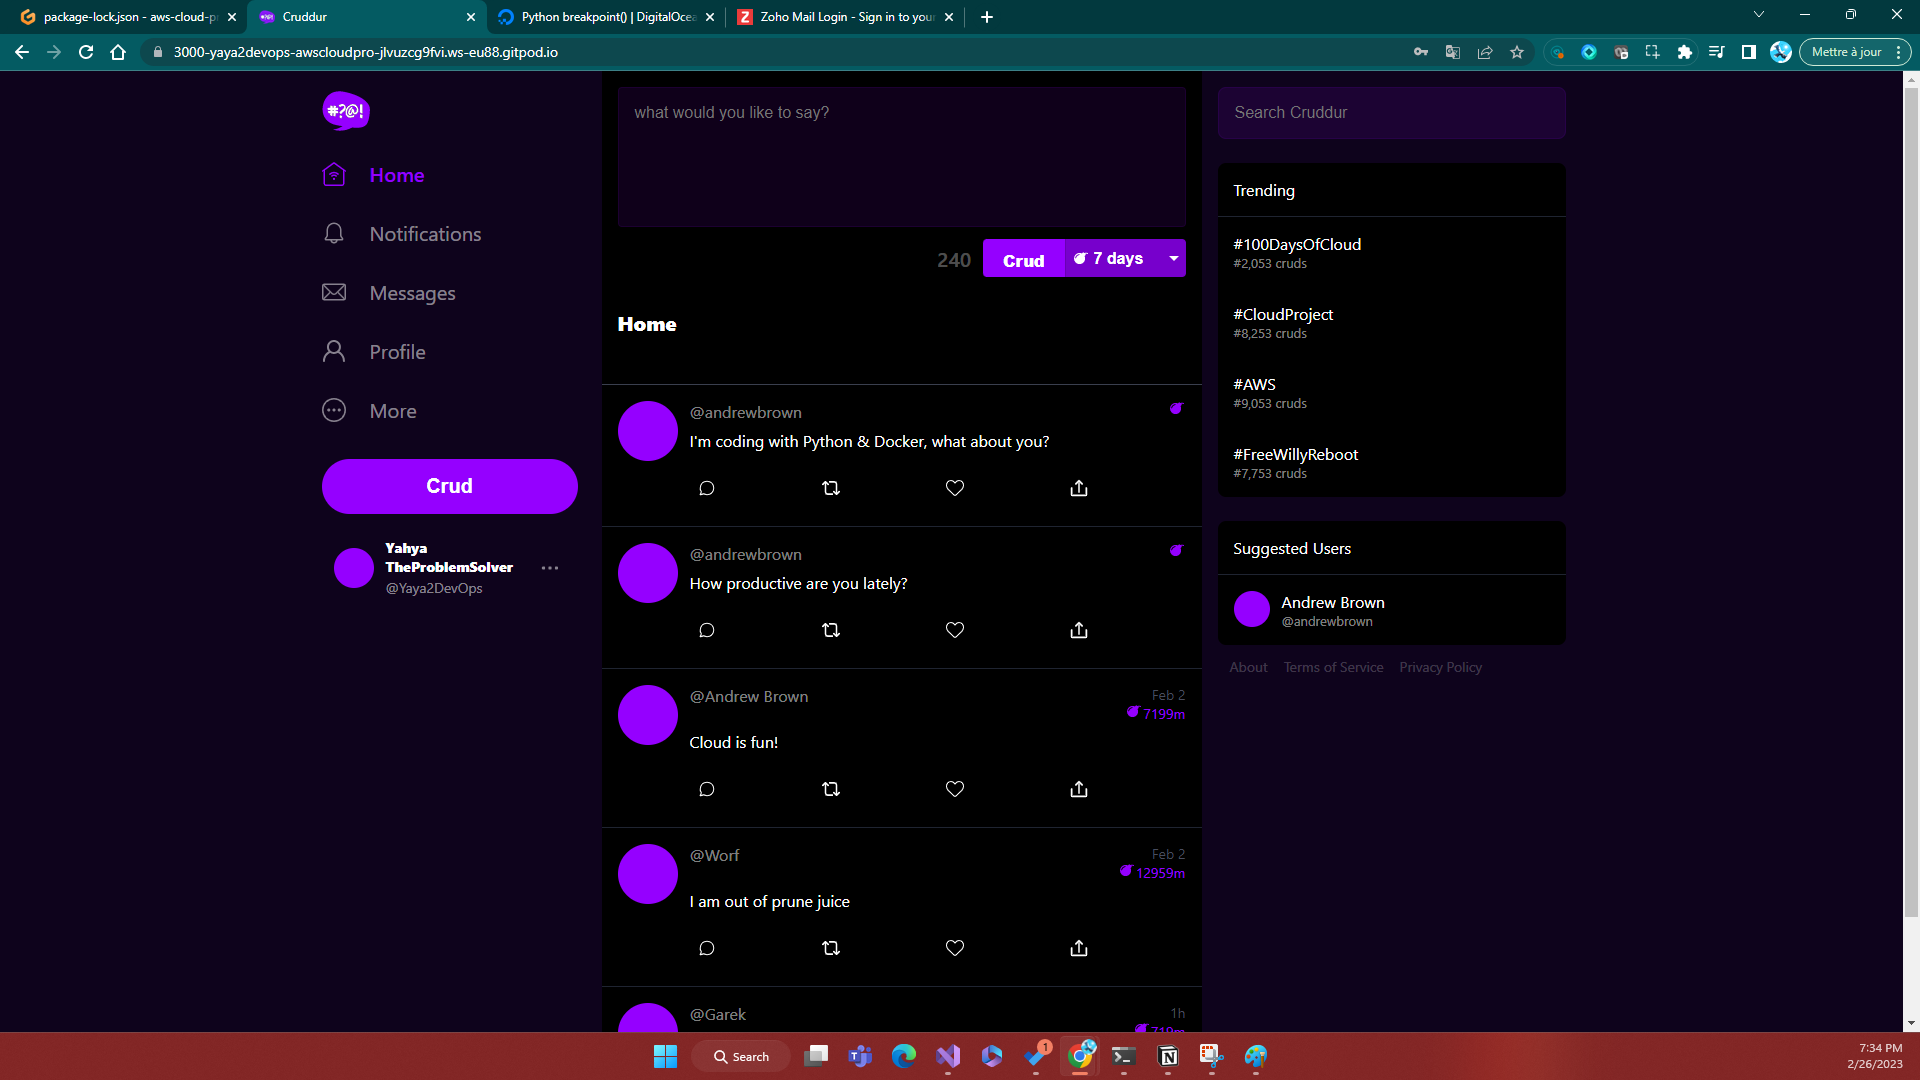 package-lock.json - aws-cloud-p
Cruddur
Python breakpoint() | DigitalOce
Zoho Mail Login - Sign in to your
3000-yaya2devops-awscloudpro-jlvuzcg9fvi.ws-eu88.gitpod.io
Mettre à jour
#?@!
Home
Notifications
Messages
Profile
More
Crud
Yahya
TheProblemSolver
@Yaya2DevOps
what would you like to say?
240
Crud
7 days
Home
@andrewbrown
I'm coding with Python & Docker, what about you?
@andrewbrown
How productive are you lately?
@Andrew Brown
Feb 2
7199m
Cloud is fun!
@Worf
Feb 2
12959m
I am out of prune juice
@Garek
1h
719m
Search Cruddur
Trending
#100DaysOfCloud
#2,053 cruds
#CloudProject
#8,253 cruds
#AWS
#9,053 cruds
#FreeWillyReboot
#7,753 cruds
Suggested Users
Andrew Brown
@andrewbrown
About
Terms of Service
Privacy Policy
Search
1
7:34 PM
2/26/2023